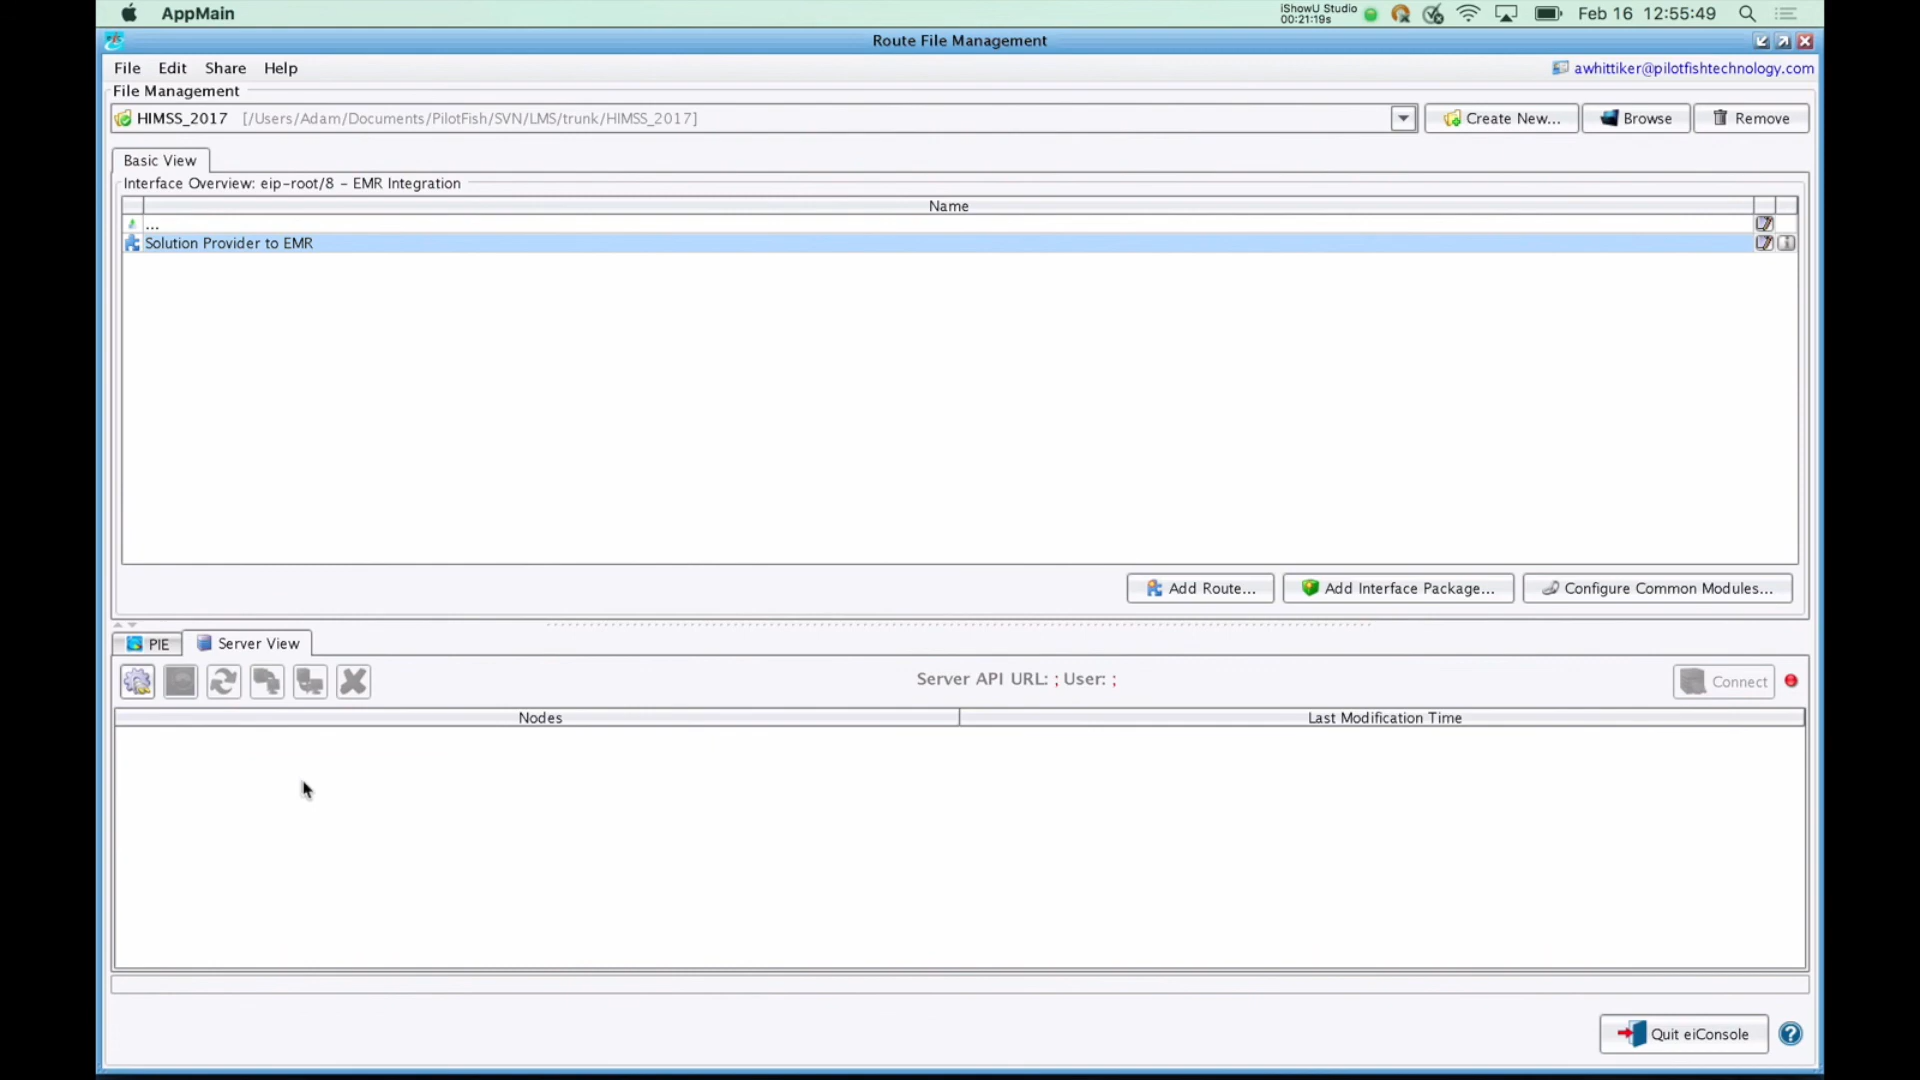 AppMain
iShowU Studio
00:21:19s
Feb 16 12:55:49
Route File Management
File Edit Share Help
awhittiker@pilotfishtechnology.com
File Management
HIMSS_2017 [/Users/Adam/Documents/PilotFish/SVN/LMS/trunk/HIMSS_2017]
Create New...
Browse
Remove
Basic View
Interface Overview: eip-root/8 - EMR Integration
Name
...
Solution Provider to EMR
Add Route...
Add Interface Package...
Configure Common Modules...
PIE
Server View
Server API URL: ; User: ;
Connect
Nodes
Last Modification Time
Quit eiConsole